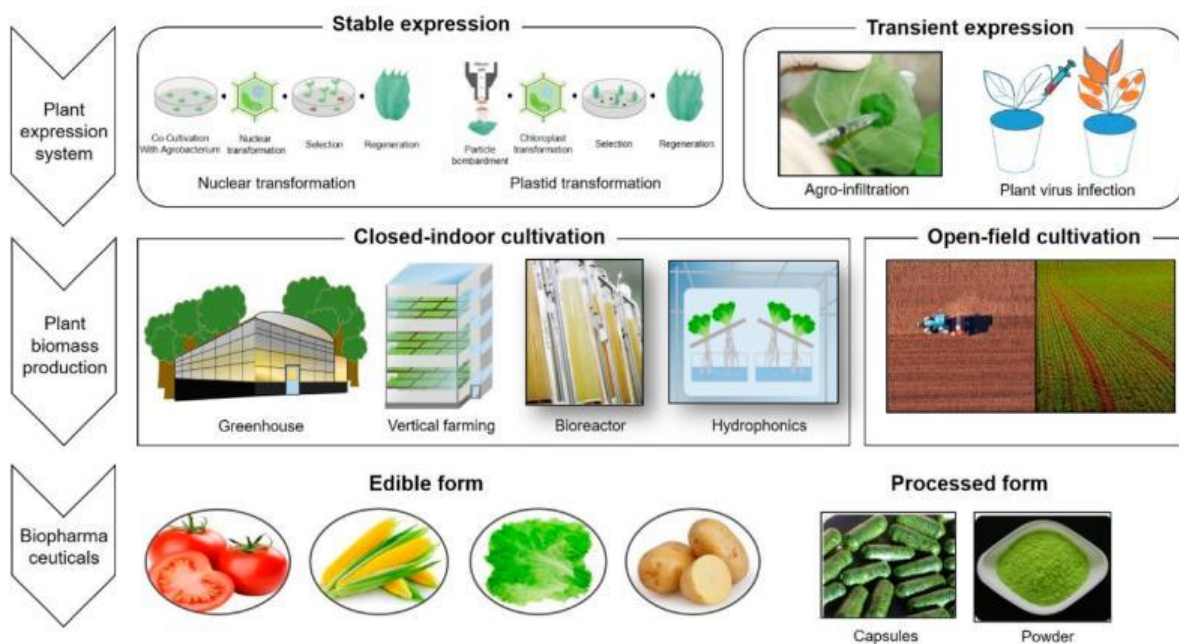 Stable expression
Transient expression
Plant
expression
system
Co-Cultivation
With Agrobacterium
Nuclear
transformation
Selection
Regeneration
Nuclear transformation
Particle
bombardment
Chloroplast
transformation
Selection
Regeneration
Plastid transformation
Agro-infiltration
Plant virus infection
Closed-indoor cultivation
Open-field cultivation
Plant
biomass
production
Greenhouse
Vertical farming
Bioreactor
Hydrophonics
Edible form
Processed form
Biopharma
ceuticals
Capsules
Powder